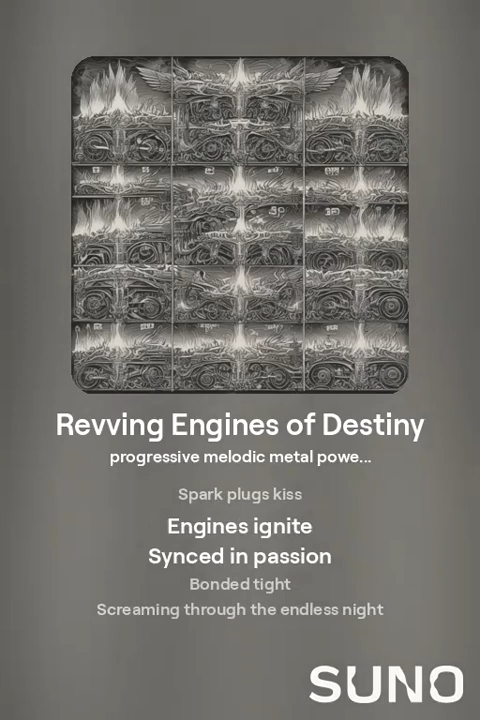 Revving Engines of Destiny
progressive melodic metal powe...
Spark plugs kiss
Engines ignite
Synced in passion
Bonded tight
Screaming through the endless night
SUNO